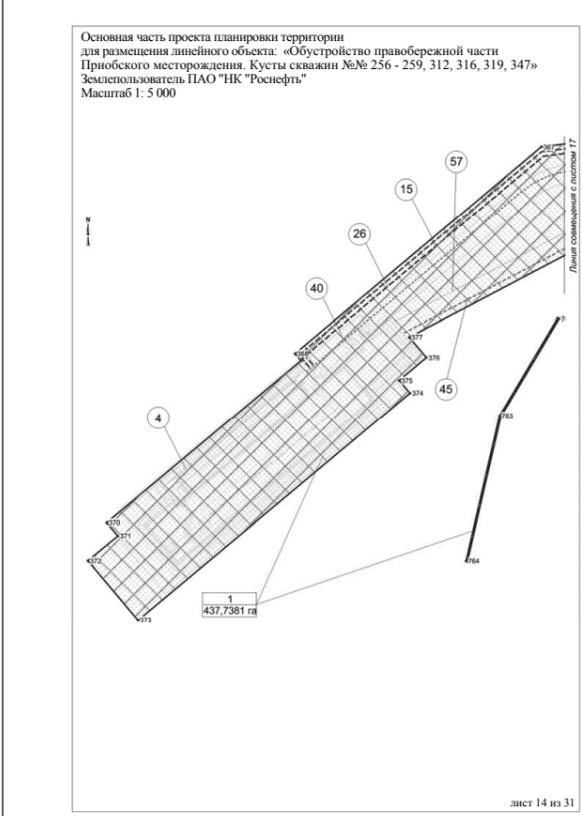 Основная часть проекта планировки территории
для размещения линейного объекта: «Обустройство правобережной части
Приобского месторождения. Кусты скважин №№ 256 - 259, 312, 316, 319, 347»
Землепользователь ПАО "НК "Роснефть"
Масштаб 1: 5 000
367
Линия совмещения с листом 17
57
15
N
26
40
368
377
376
375
374
45
4
763
370
371
372
764
373
1
437,7381 га
лист 14 из 31